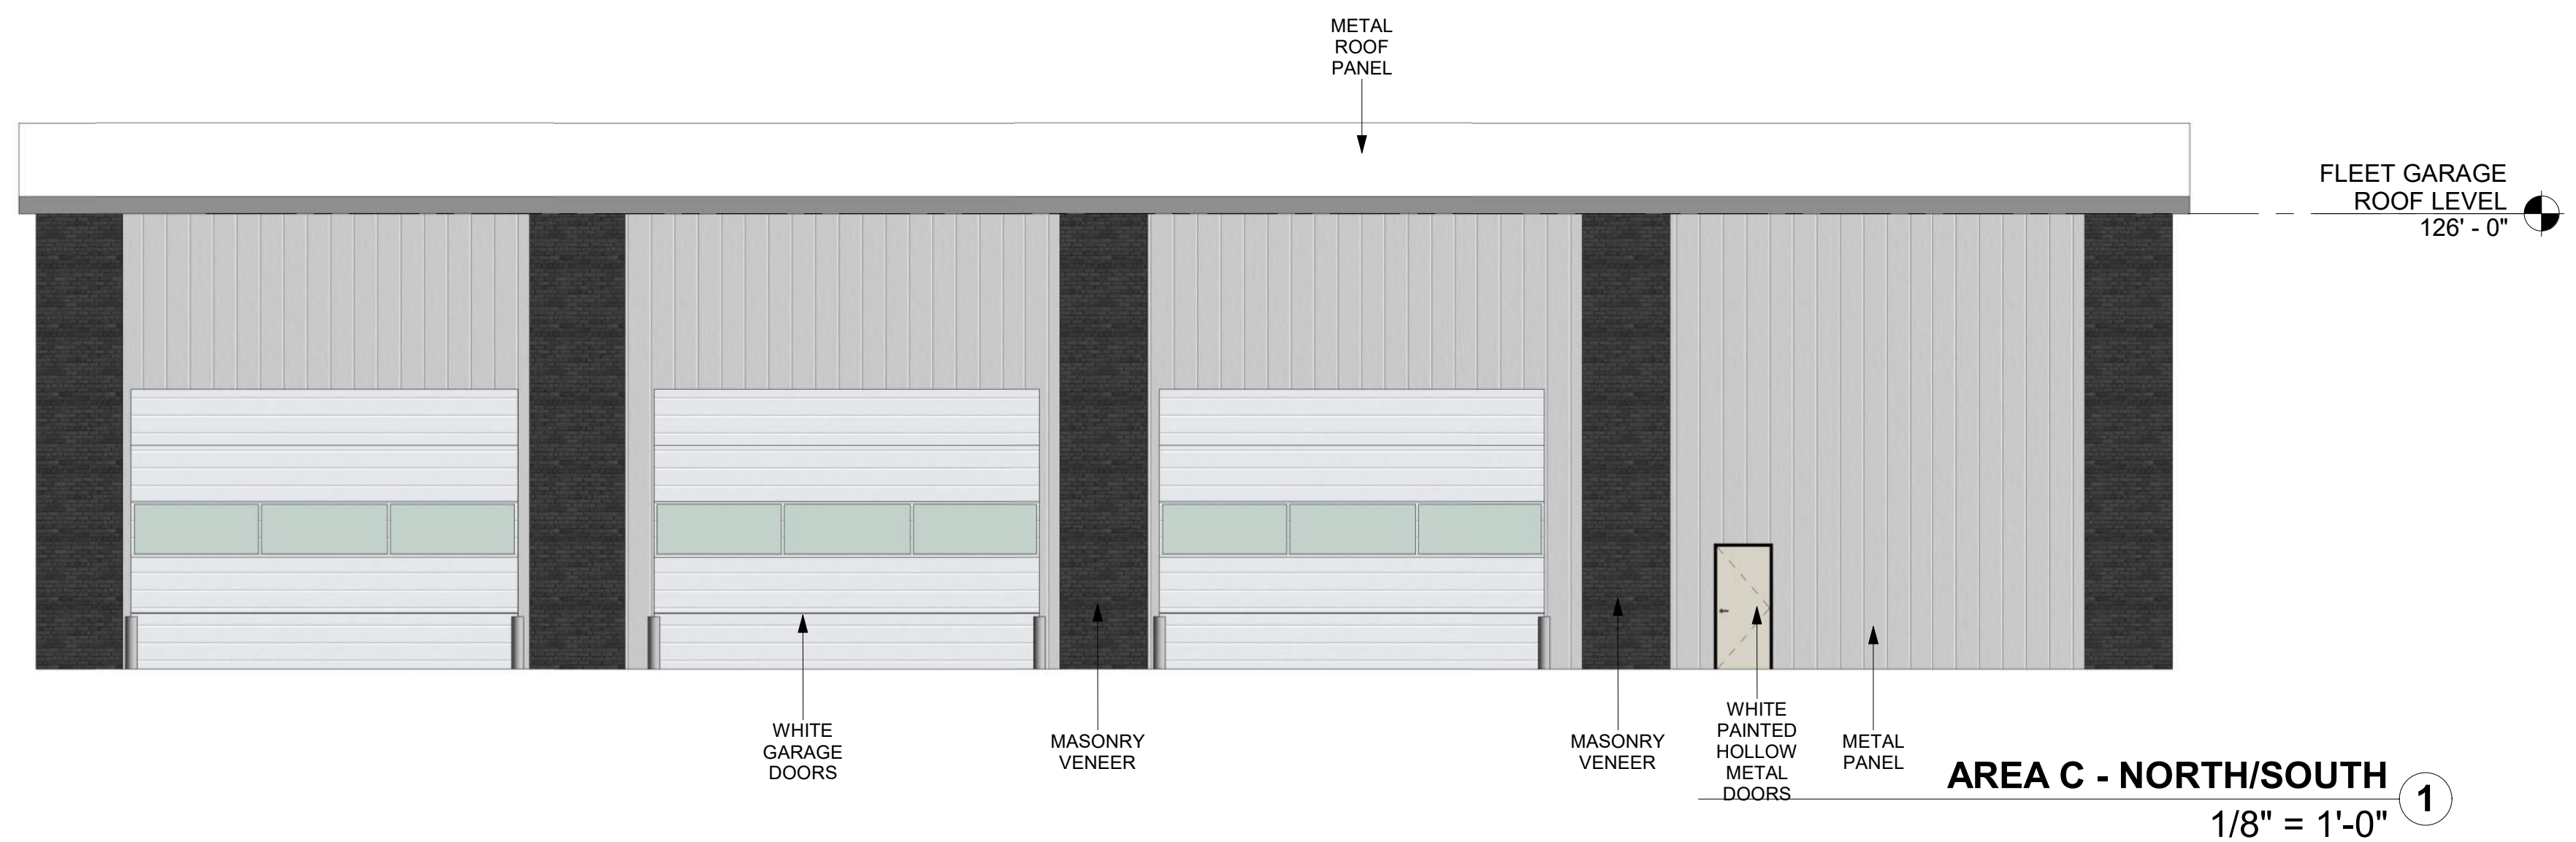 METAL
ROOF
PANEL
FLEET GARAGE
ROOF LEVEL
126' - 0"
WHITE
GARAGE
DOORS
MASONRY
VENEER
MASONRY
VENEER
WHITE
PAINTED
HOLLOW
METAL
DOORS
METAL
PANEL
AREA C - NORTH/SOUTH
1
1/8" = 1'-0"